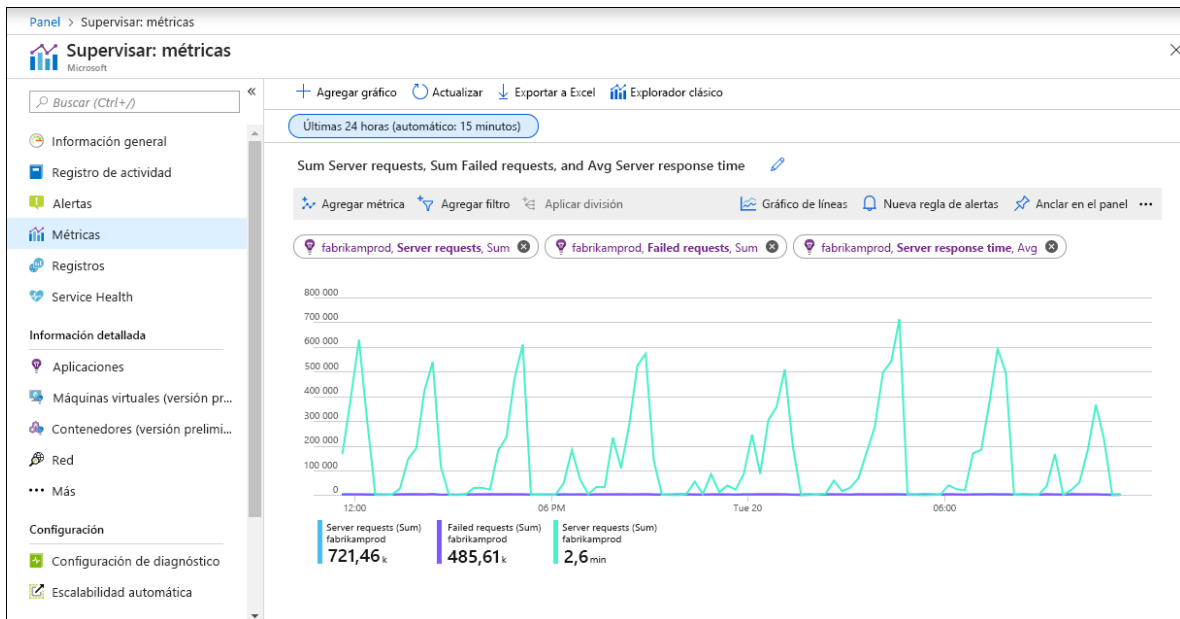 Panel > Supervisar: métricas
Supervisar: métricas
Microsoft
Buscar (Ctrl+/)
Información general
Registro de actividad
Alertas
Métricas
Registros
Service Health
Información detallada
Aplicaciones
Máquinas virtuales (versión pr...
Contenedores (versión prelimi...
Red
Más
Configuración
Configuración de diagnóstico
Escalabilidad automática
Agregar gráfico Actualizar Exportar a Excel Explorador clásico
Últimas 24 horas (automático: 15 minutos)
Sum Server requests, Sum Failed requests, and Avg Server response time
Agregar métrica Agregar filtro Aplicar división Gráfico de líneas Nueva regla de alertas Anclar en el panel
fabrikamprod, Server requests, Sum fabrikamprod, Failed requests, Sum fabrikamprod, Server response time, Avg
800 000
700 000
600 000
500 000
400 000
300 000
200 000
100 000
0
12:00 06 PM Tue 20 06:00
Server requests (Sum)
fabrikamprod
721,46 k
Failed requests (Sum)
fabrikamprod
485,61 k
Server requests (Sum)
fabrikamprod
2,6 min